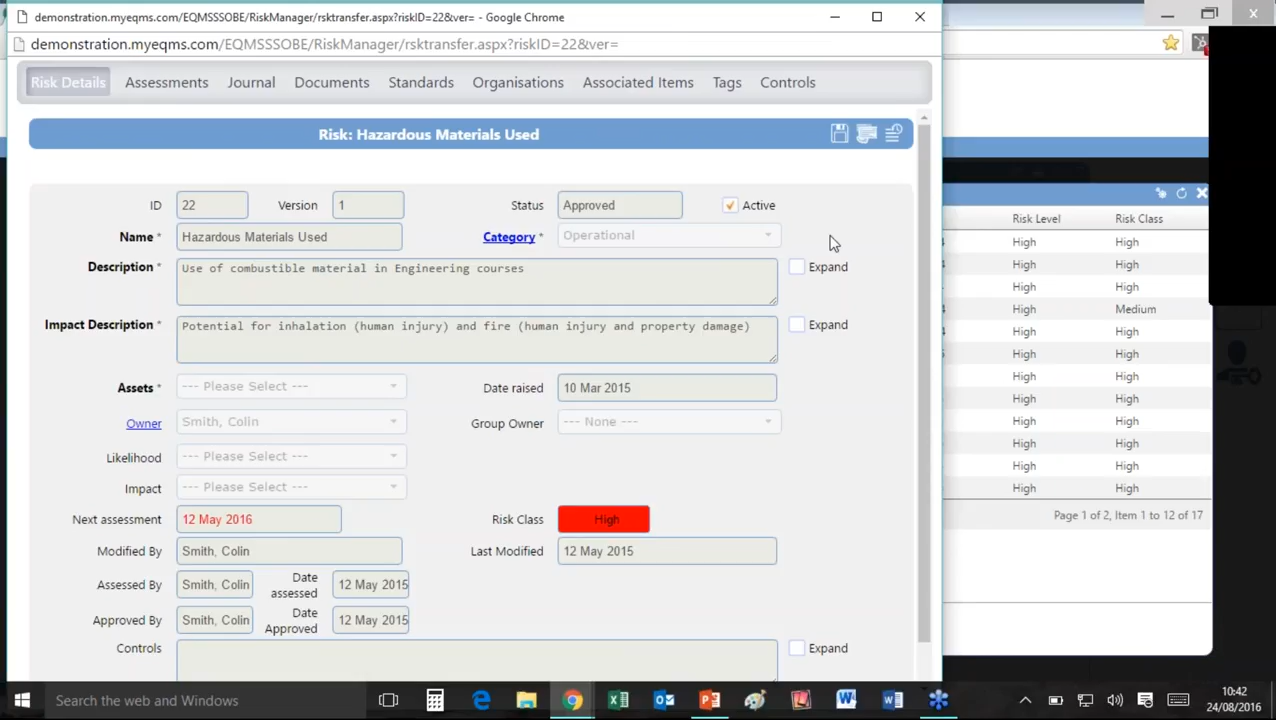 demonstration.myeqms.com/EQMSSSOBE/RiskManager/rsktransfer.aspx?riskID=22&ver= - Google Chrome
demonstration.myeqms.com/EQMSSSOBE/RiskManager/rsktransfer.aspx?riskID=22&ver=
Risk Details Assessments Journal Documents Standards Organisations Associated Items Tags Controls
Risk: Hazardous Materials Used
ID 22 Version 1 Status Approved Active
Name * Hazardous Materials Used Category * Operational
Description * Use of combustible material in Engineering courses Expand
Impact Description * Potential for inhalation (human injury) and fire (human injury and property damage) Expand
Assets * --- Please Select --- Date raised 10 Mar 2015
Owner Smith, Colin Group Owner --- None ---
Likelihood --- Please Select ---
Impact --- Please Select ---
Next assessment 12 May 2016 Risk Class High
Modified By Smith, Colin Last Modified 12 May 2015
Assessed By Smith, Colin Date assessed 12 May 2015
Approved By Smith, Colin Date Approved 12 May 2015
Controls Expand
Risk Level Risk Class
High High
High High
High High
High Medium
High High
High High
High High
High High
High High
High High
High High
High High
Page 1 of 2, Item 1 to 12 of 17
Search the web and Windows
10:42
24/08/2016